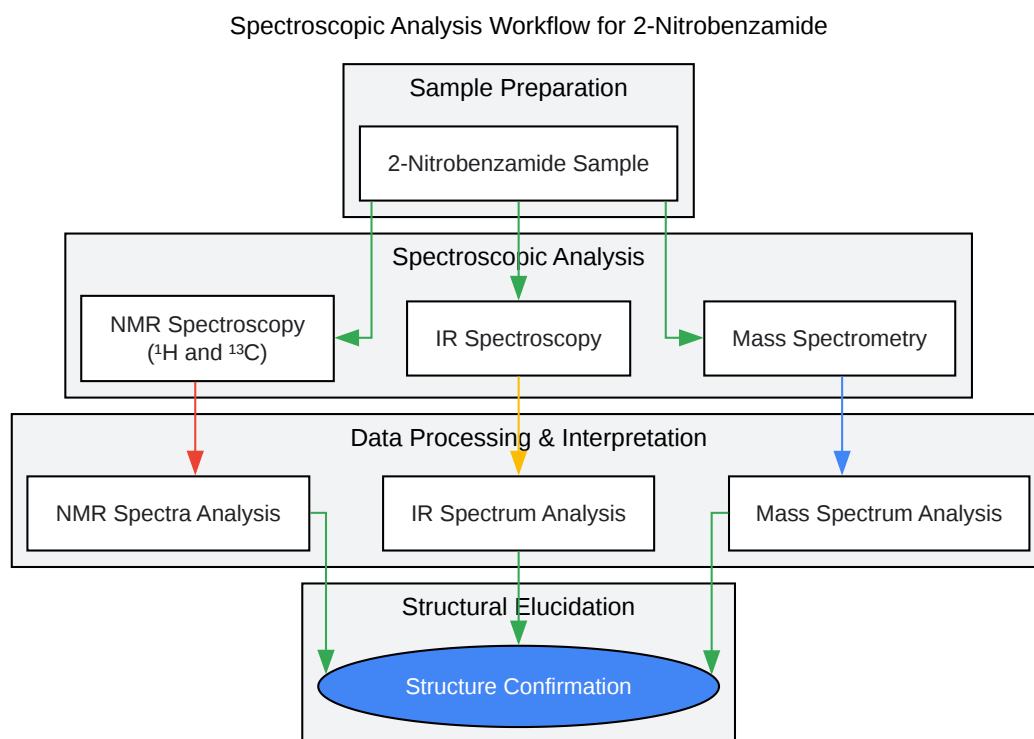 Spectroscopic Analysis Workflow for 2-Nitrobenzamide
Sample Preparation
2-Nitrobenzamide Sample
Spectroscopic Analysis
NMR Spectroscopy
(¹H and ¹³C)
IR Spectroscopy
Mass Spectrometry
Data Processing & Interpretation
NMR Spectra Analysis
IR Spectrum Analysis
Mass Spectrum Analysis
Structural Elucidation
Structure Confirmation